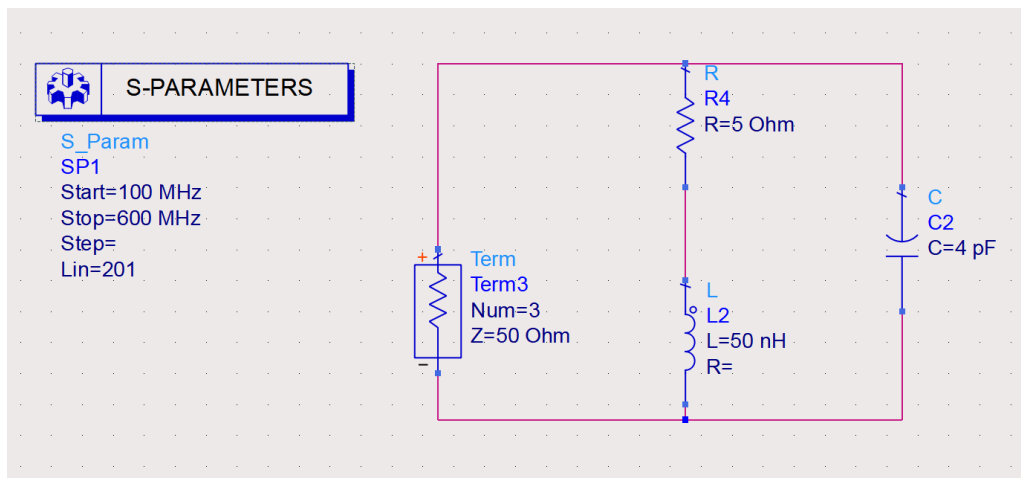 S-PARAMETERS
S_Param
SP1
Start=100 MHz
Stop=600 MHz
Step=
Lin=201
R
R4
R=5 Ohm
C
C2
C=4 pF
+
Term
Term3
Num=3
Z=50 Ohm
−
L
L2
L=50 nH
R=